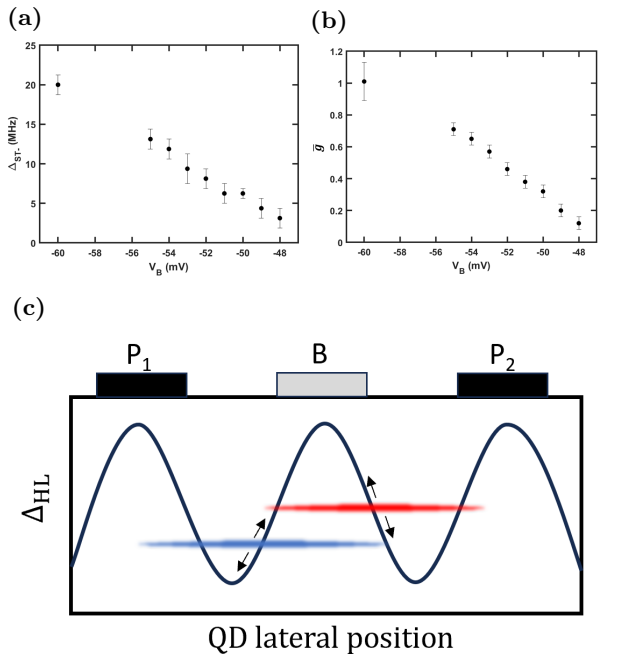 (a)
(b)
25
20
15
10
5
0
Δ_ST- (MHz)
-60 -58 -56 -54 -52 -50 -48
V_B (mV)
1.2
1
0.8
0.6
0.4
0.2
0
g̅
-60 -58 -56 -54 -52 -50 -48
V_B (mV)
(c)
P₁ B P₂
Δ_HL
QD lateral position